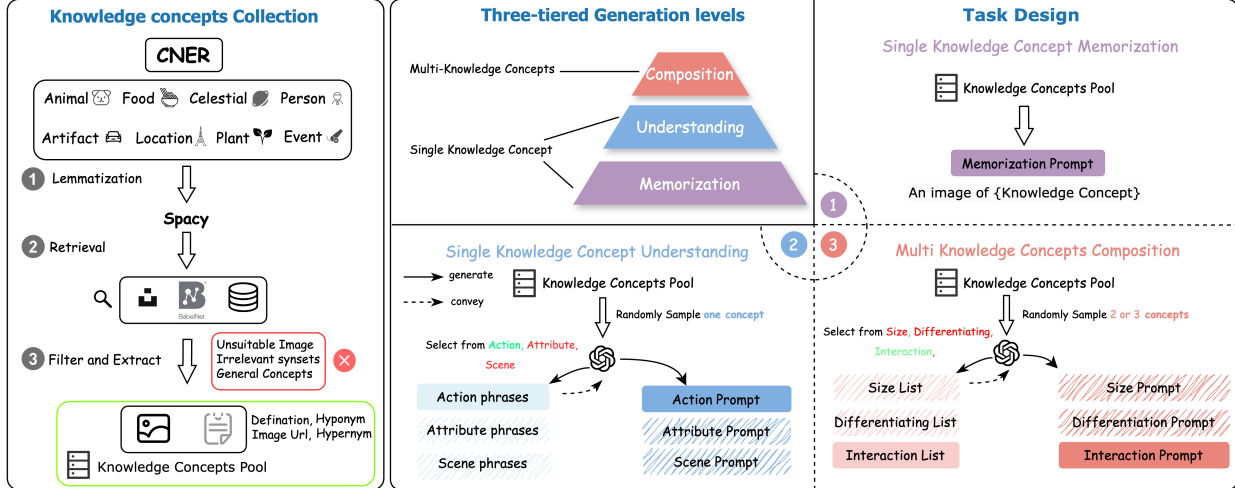 Knowledge concepts Collection
CNER
Animal Food Celestial Person
Artifact Location Plant Event
1 Lemmatization
Spacy
2 Retrieval
BabelNet
3 Filter and Extract
Unsuitable Image
Irrelevant synsets
General Concepts
Defination, Hyponym
Image Url, Hypernym
Knowledge Concepts Pool
Three-tiered Generation levels
Multi-Knowledge Concepts
Composition
Understanding
Single Knowledge Concept
Memorization
Task Design
Single Knowledge Concept Memorization
Knowledge Concepts Pool
Memorization Prompt
An image of {Knowledge Concept}
1
2
3
Single Knowledge Concept Understanding
generate
convey
Knowledge Concepts Pool
Randomly Sample one concept
Select from Action, Attribute,
Scene
Action phrases
Action Prompt
Attribute phrases
Attribute Prompt
Scene phrases
Scene Prompt
Multi Knowledge Concepts Composition
Knowledge Concepts Pool
Randomly Sample 2 or 3 concepts
Select from Size, Differentiating,
Interaction,
Size List
Size Prompt
Differentiating List
Differentiation Prompt
Interaction List
Interaction Prompt